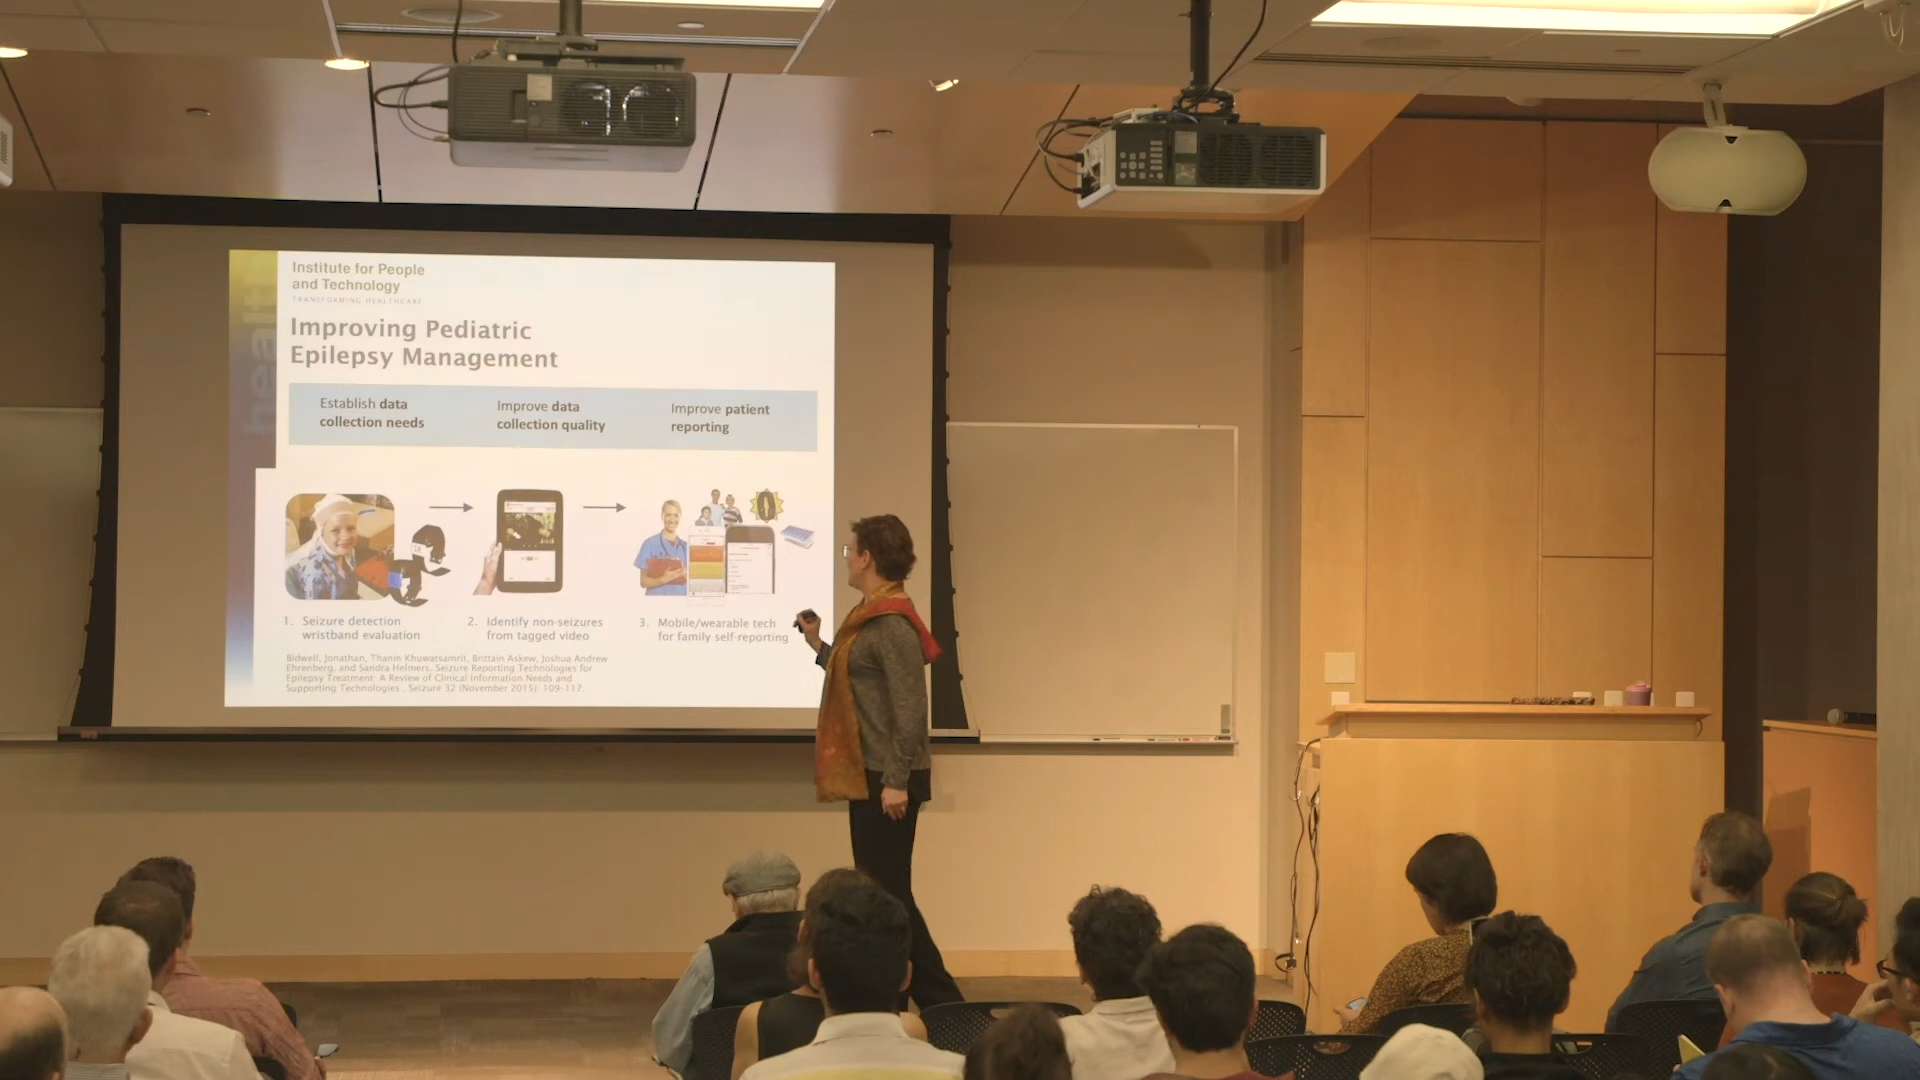 Institute for People
and Technology
TRANSFORMING HEALTHCARE
health
Improving Pediatric
Epilepsy Management
Establish data
collection needs
Improve data
collection quality
Improve patient
reporting
1. Seizure detection
wristband evaluation
2. Identify non-seizures
from tagged video
3. Mobile/wearable tech
for family self-reporting
Bidwell, Jonathan, Thanin Khuwatsamrit, Brittain Askew, Joshua Andrew
Ehrenberg, and Sandra Helmers. Seizure Reporting Technologies for
Epilepsy Treatment: A Review of Clinical Information Needs and
Supporting Technologies . Seizure 32 (November 2015): 109-117.